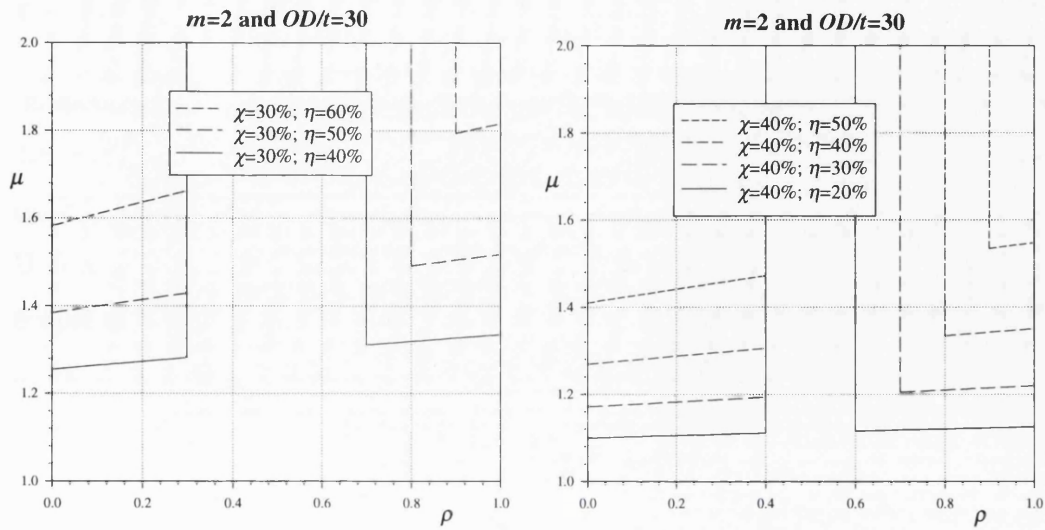 m=2 and OD/t=30
2.0
1.8
1.6
1.4
1.2
1.0
μ
χ=30%; η=60%
χ=30%; η=50%
χ=30%; η=40%
0.0 0.2 0.4 0.6 0.8 1.0
ρ
m=2 and OD/t=30
2.0
1.8
1.6
1.4
1.2
1.0
μ
χ=40%; η=50%
χ=40%; η=40%
χ=40%; η=30%
χ=40%; η=20%
0.0 0.2 0.4 0.6 0.8 1.0
ρ